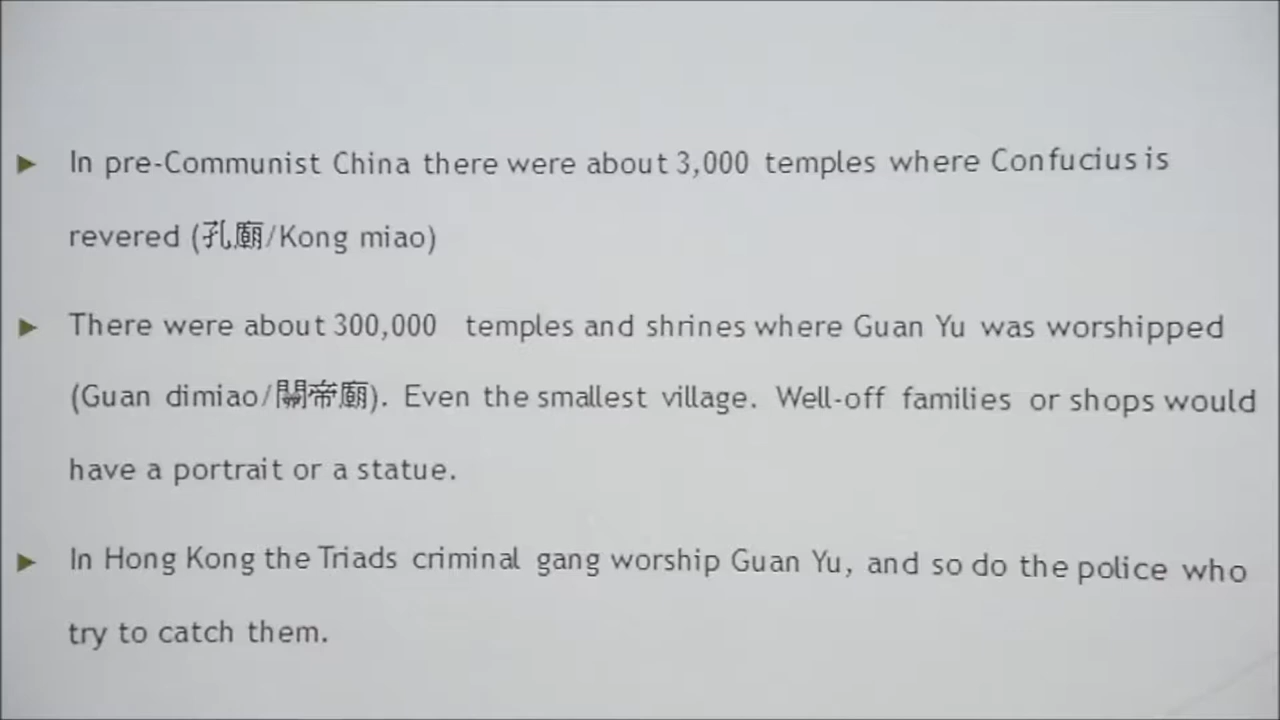 ► In pre-Communist China there were about 3,000 temples where Confucius is
revered (孔廟/Kong miao)
► There were about 300,000 temples and shrines where Guan Yu was worshipped
(Guan dimiao/關帝廟). Even the smallest village. Well-off families or shops would
have a portrait or a statue.
► In Hong Kong the Triads criminal gang worship Guan Yu, and so do the police who
try to catch them.